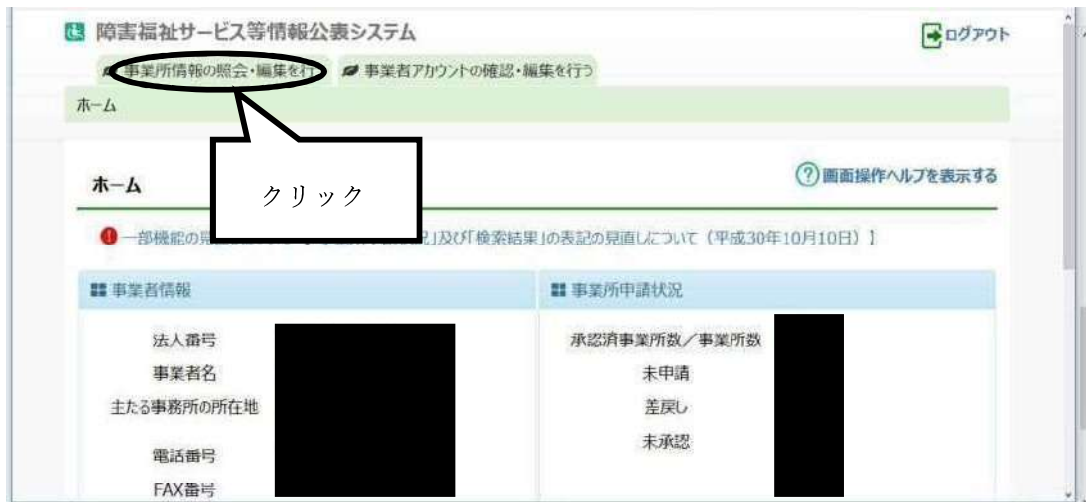 障害福祉サービス等情報公表システム
ログアウト
事業所情報の照会・編集を行
事業者アカウントの確認・編集を行う
ホーム
クリック
ホーム
画面操作ヘルプを表示する
一部機能の
及び「検索結果」の表記の見直しについて（平成30年10月10日）】
事業者情報
事業所申請状況
法人番号
承認済事業所数／事業所数
事業者名
未申請
主たる事務所の所在地
差戻し
未承認
電話番号
FAX番号